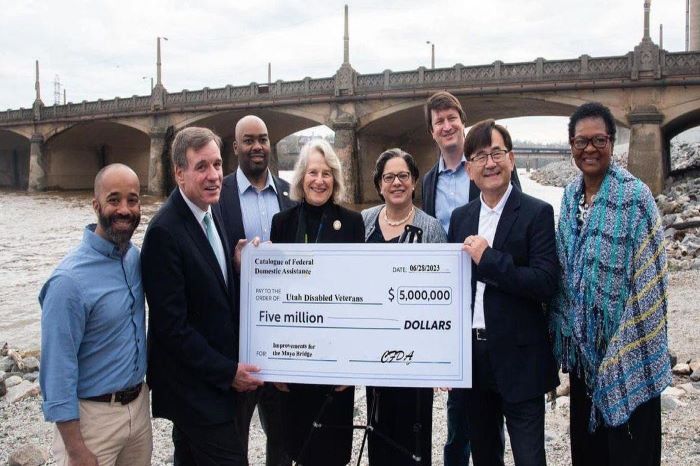 Catalogue of Federal
Domestic Assistance
DATE: 06/28/2023
PAY TO THE
ORDER OF: Utah Disabled Veterans $ 5,000,000
Five million DOLLARS
FOR Improvements for
the Mayo Bridge
CFDA